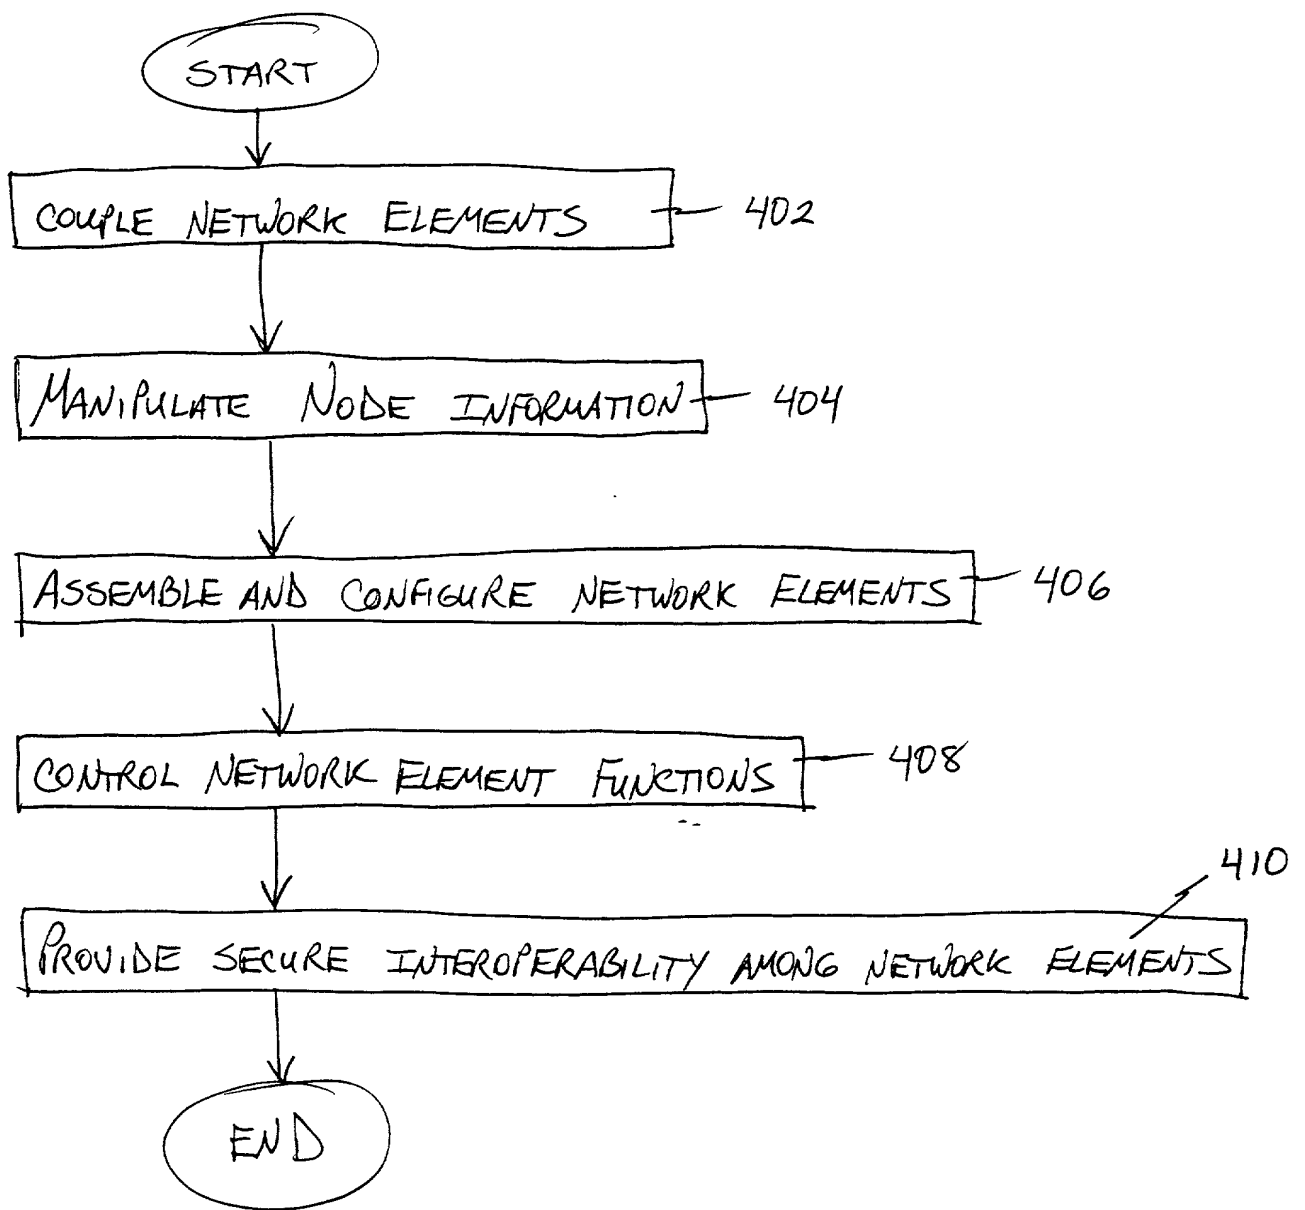 START
COUPLE NETWORK ELEMENTS 402
MANIPULATE NODE INFORMATION 404
ASSEMBLE AND CONFIGURE NETWORK ELEMENTS 406
CONTROL NETWORK ELEMENT FUNCTIONS 408
410
PROVIDE SECURE INTEROPERABILITY AMONG NETWORK ELEMENTS
END